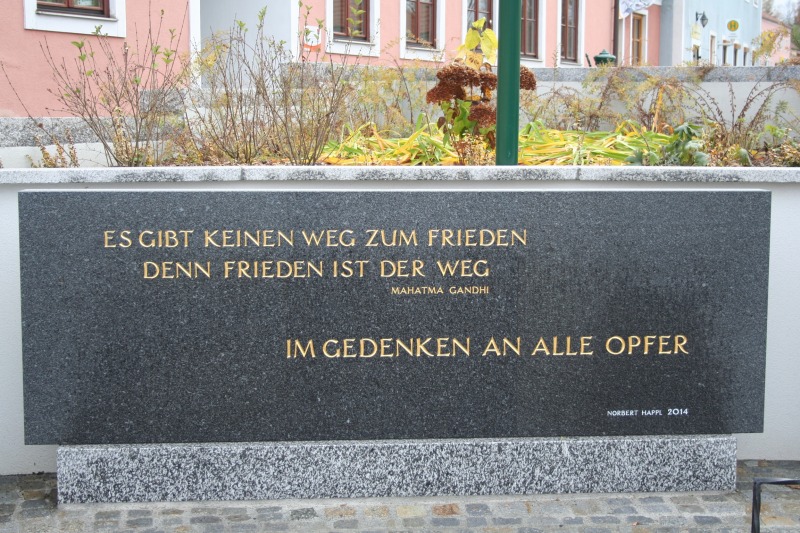 ES GIBT KEINEN WEG ZUM FRIEDEN
DENN FRIEDEN IST DER WEG
MAHATMA GANDHI
IM GEDENKEN AN ALLE OPFER
NORBERT HAPPL 2014